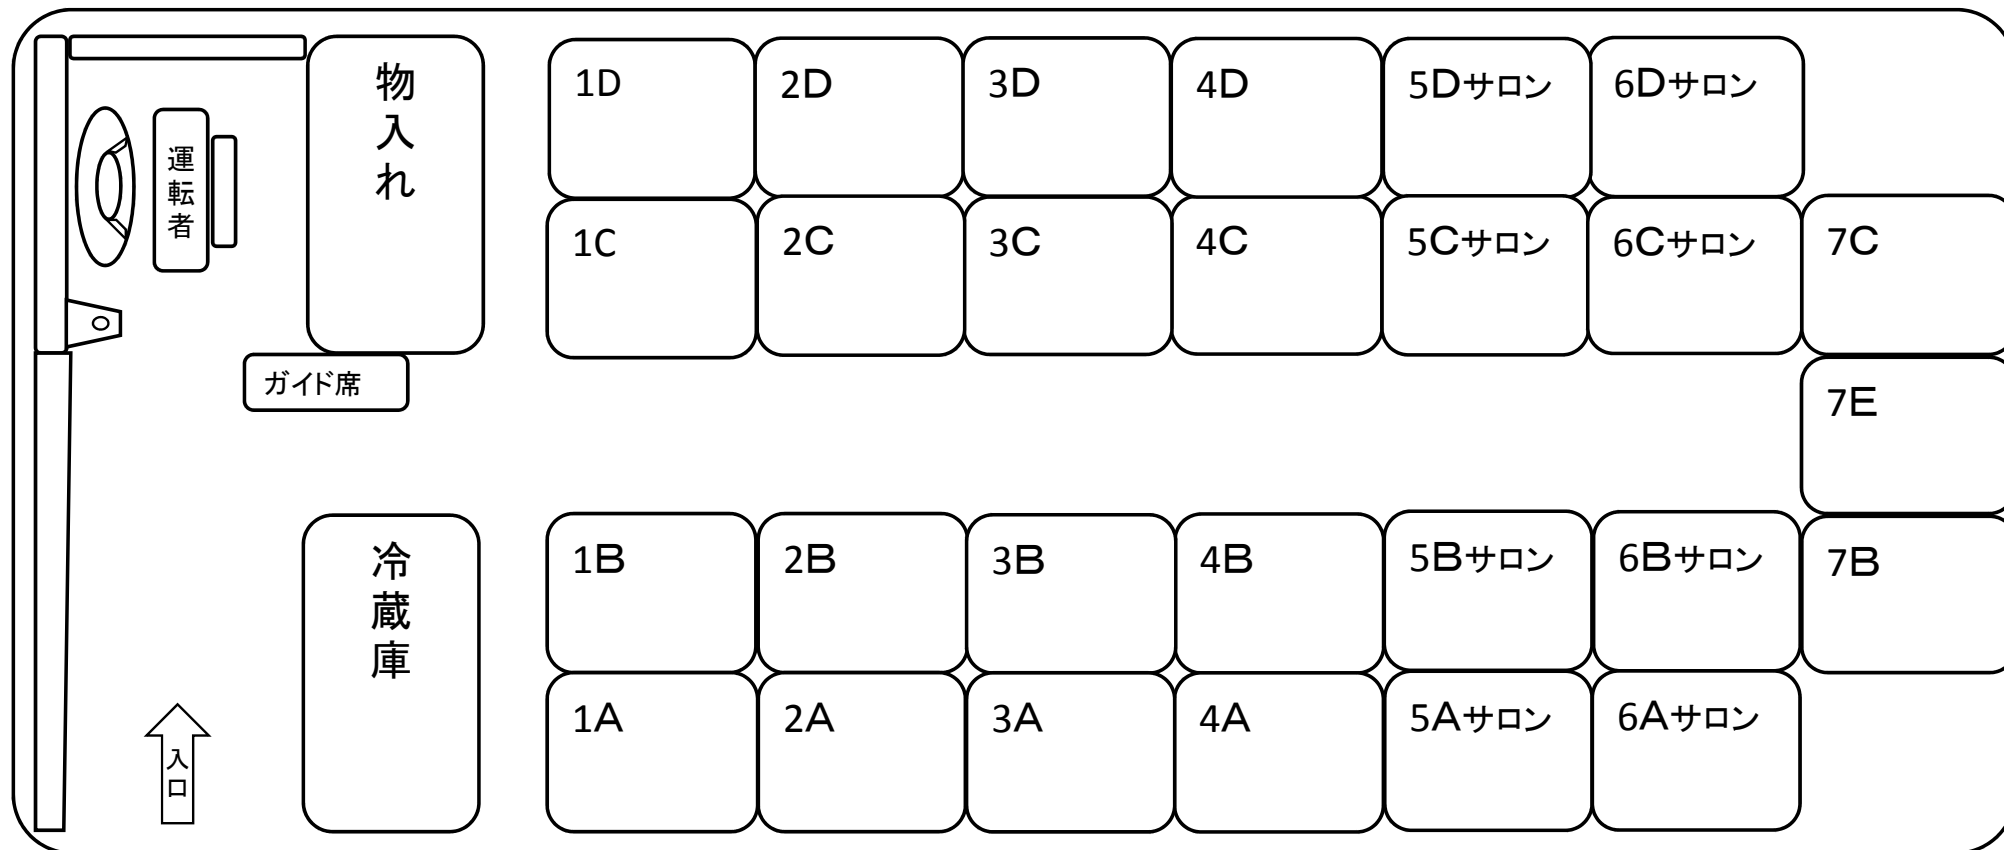 物入れ
運転者
ガイド席
冷蔵庫
入口
1D
2D
3D
4D
5Dサロン
6Dサロン
1C
2C
3C
4C
5Cサロン
6Cサロン
7C
7E
1B
2B
3B
4B
5Bサロン
6Bサロン
7B
1A
2A
3A
4A
5Aサロン
6Aサロン